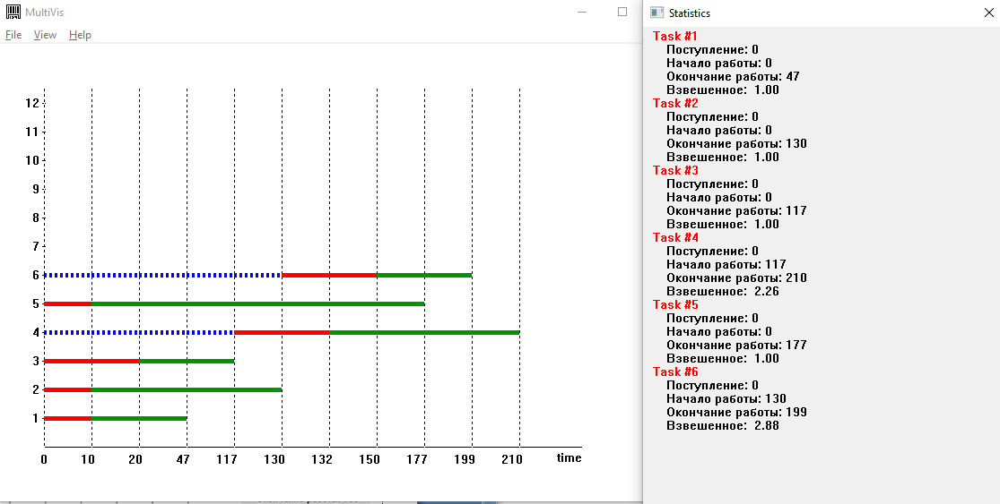 MultiVis
File View Help
12
11
10
9
8
7
6
5
4
3
2
1
0 10 20 47 117 130 132 150 177 199 210 time
Statistics
Task #1
Поступление: 0
Начало работы: 0
Окончание работы: 47
Взвешенное: 1.00
Task #2
Поступление: 0
Начало работы: 0
Окончание работы: 130
Взвешенное: 1.00
Task #3
Поступление: 0
Начало работы: 0
Окончание работы: 117
Взвешенное: 1.00
Task #4
Поступление: 0
Начало работы: 117
Окончание работы: 210
Взвешенное: 2.26
Task #5
Поступление: 0
Начало работы: 0
Окончание работы: 177
Взвешенное: 1.00
Task #6
Поступление: 0
Начало работы: 130
Окончание работы: 199
Взвешенное: 2.88